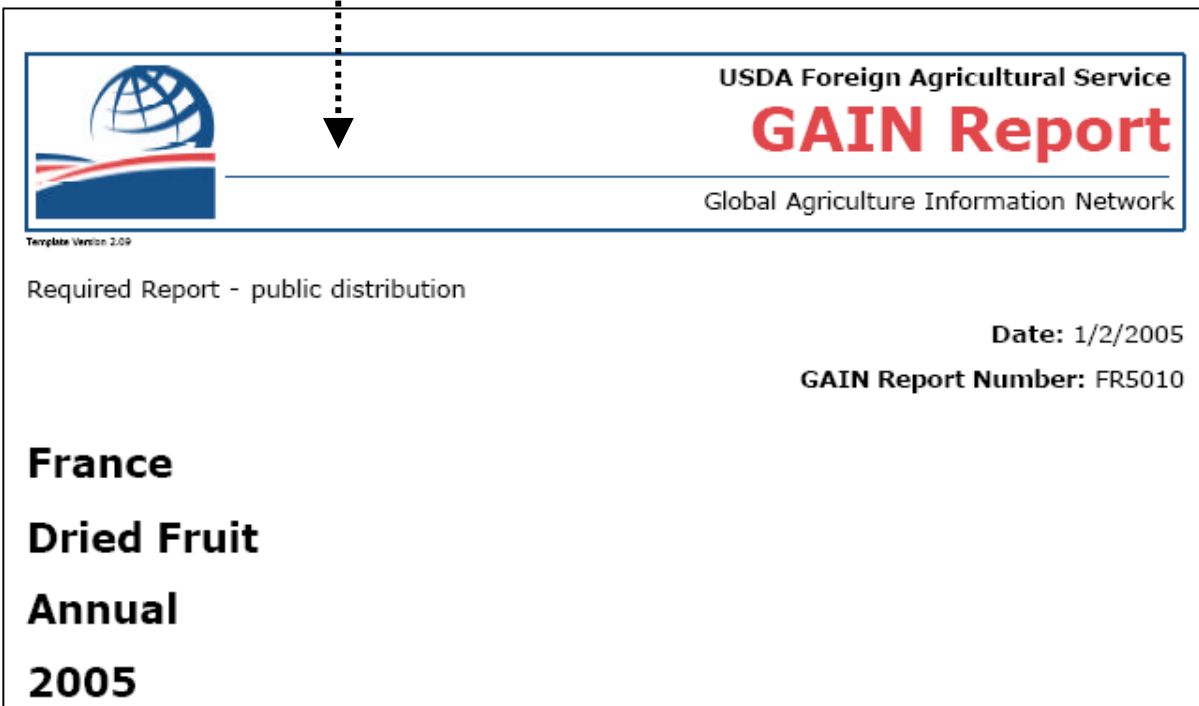 USDA Foreign Agricultural Service
GAIN Report
Global Agriculture Information Network
Template Version 2.09
Required Report - public distribution
Date: 1/2/2005
GAIN Report Number: FR5010
France
Dried Fruit
Annual
2005